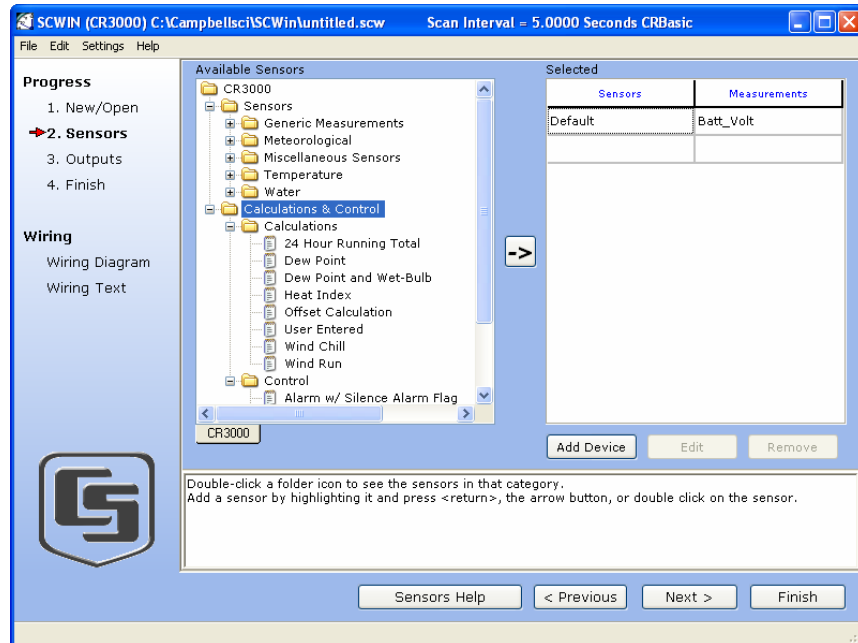 SCWIN (CR3000) C:\Campbellsci\SCWin\untitled.scw Scan Interval = 5.0000 Seconds CRBasic
File Edit Settings Help
Progress
1. New/Open
2. Sensors
3. Outputs
4. Finish
Wiring
Wiring Diagram
Wiring Text
Available Sensors
CR3000
Sensors
Generic Measurements
Meteorological
Miscellaneous Sensors
Temperature
Water
Calculations & Control
Calculations
24 Hour Running Total
Dew Point
Dew Point and Wet-Bulb
Heat Index
Offset Calculation
User Entered
Wind Chill
Wind Run
Control
Alarm w/ Silence Alarm Flag
CR3000
->
Selected
Sensors Measurements
Default Batt_Volt
Add Device Edit Remove
Double-click a folder icon to see the sensors in that category.
Add a sensor by highlighting it and press <return>, the arrow button, or double click on the sensor.
Sensors Help < Previous Next > Finish